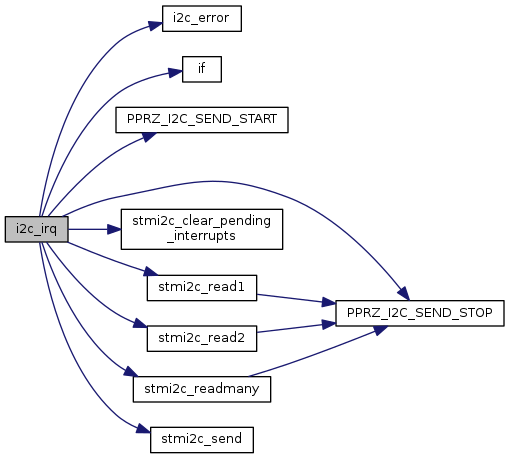 i2c_error
if
PPRZ_I2C_SEND_START
i2c_irq
stmi2c_clear_pending
_interrupts
stmi2c_read1
PPRZ_I2C_SEND_STOP
stmi2c_read2
stmi2c_readmany
stmi2c_send